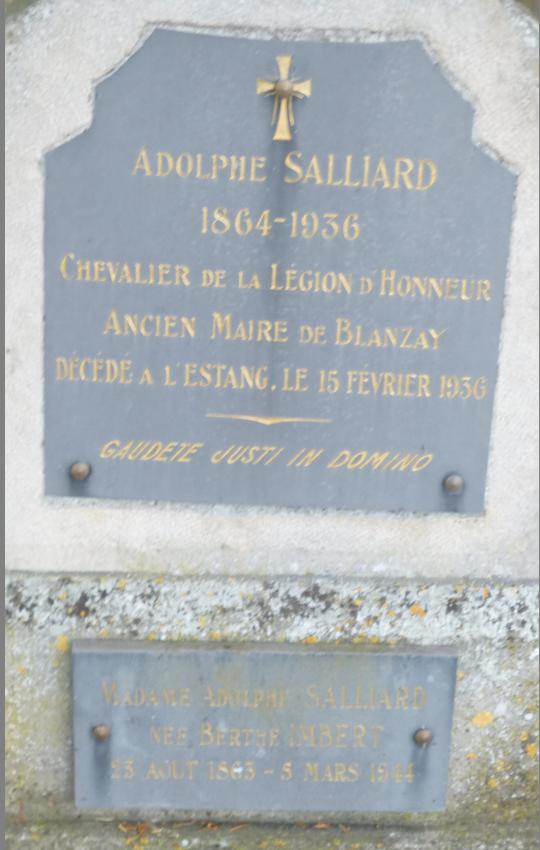 ADOLPHE SALLIARD
1864-1936
CHEVALIER DE LA LÉGION D'HONNEUR
ANCIEN MAIRE DE BLANZAY
DÉCÉDÉ A L'ESTANG, LE 15 FÉVRIER 1936
GAUDETE JUSTI IN DOMINO
MADAME ADOLPHE SALLIARD
NÉE BERTHE IMBERT
23 AOUT 1863 - 5 MARS 1944